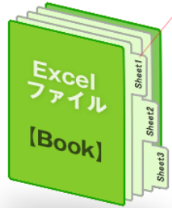 Excel
ファイル
【Book】
Sheet1
Sheet2
Sheet3